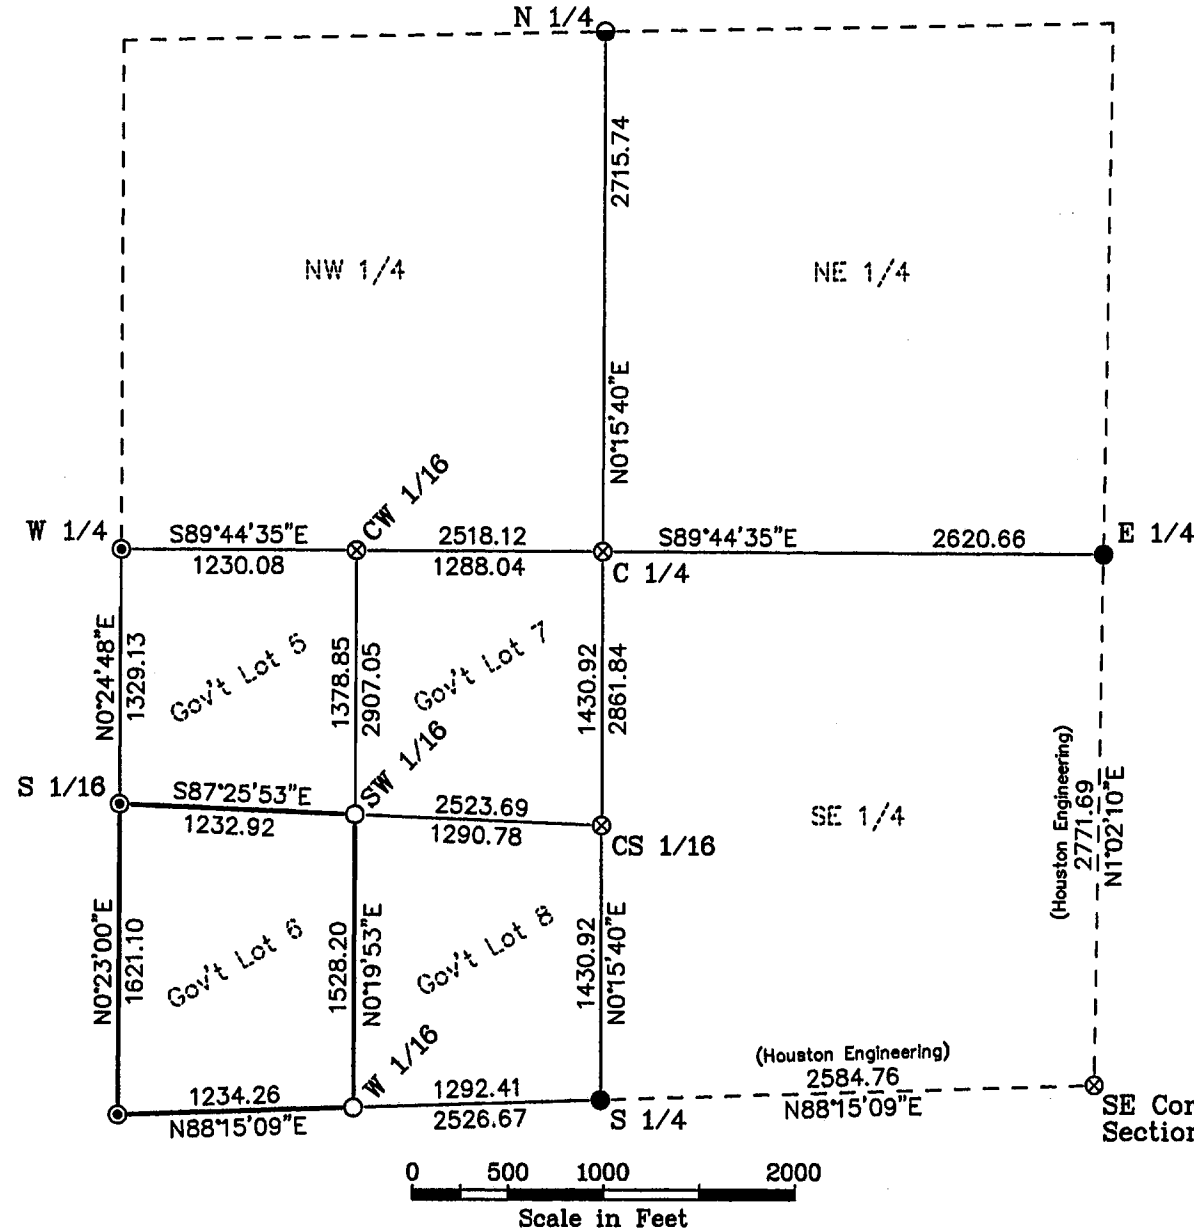 N 1/4
2715.74
NW 1/4
NE 1/4
N0°15'40"E
CW 1/16
W 1/4
S89°44'35"E
2518.12
S89°44'35"E
2620.66
E 1/4
1230.08
1288.04
C 1/4
N0°24'48"E
1329.13
Gov't Lot 5
1378.85
2907.05
Gov't Lot 7
1430.92
2861.84
S 1/16
S87°25'53"E
SW 1/16
2523.69
1232.92
1290.78
CS 1/16
SE 1/4
(Houston Engineering)
2771.69
N1°02'10"E
N0°23'00"E
1621.10
Gov't Lot 6
1528.20
N0°19'53"E
Gov't Lot 8
1430.92
N0°15'40"E
W 1/16
1234.26
1292.41
(Houston Engineering)
2584.76
N88°15'09"E
2526.67
S 1/4
N88°15'09"E
SE Cor
Section
0 500 1000 2000
Scale in Feet